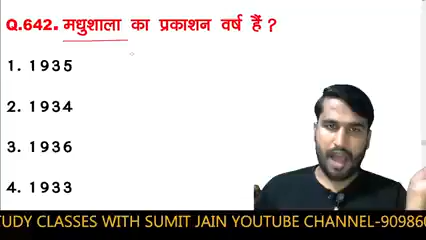 Q.642. मधुशाला का प्रकाशन वर्ष हैं ?
1. 1935
2. 1934
3. 1936
4. 1933
TUDY CLASSES WITH SUMIT JAIN YOUTUBE CHANNEL-909860